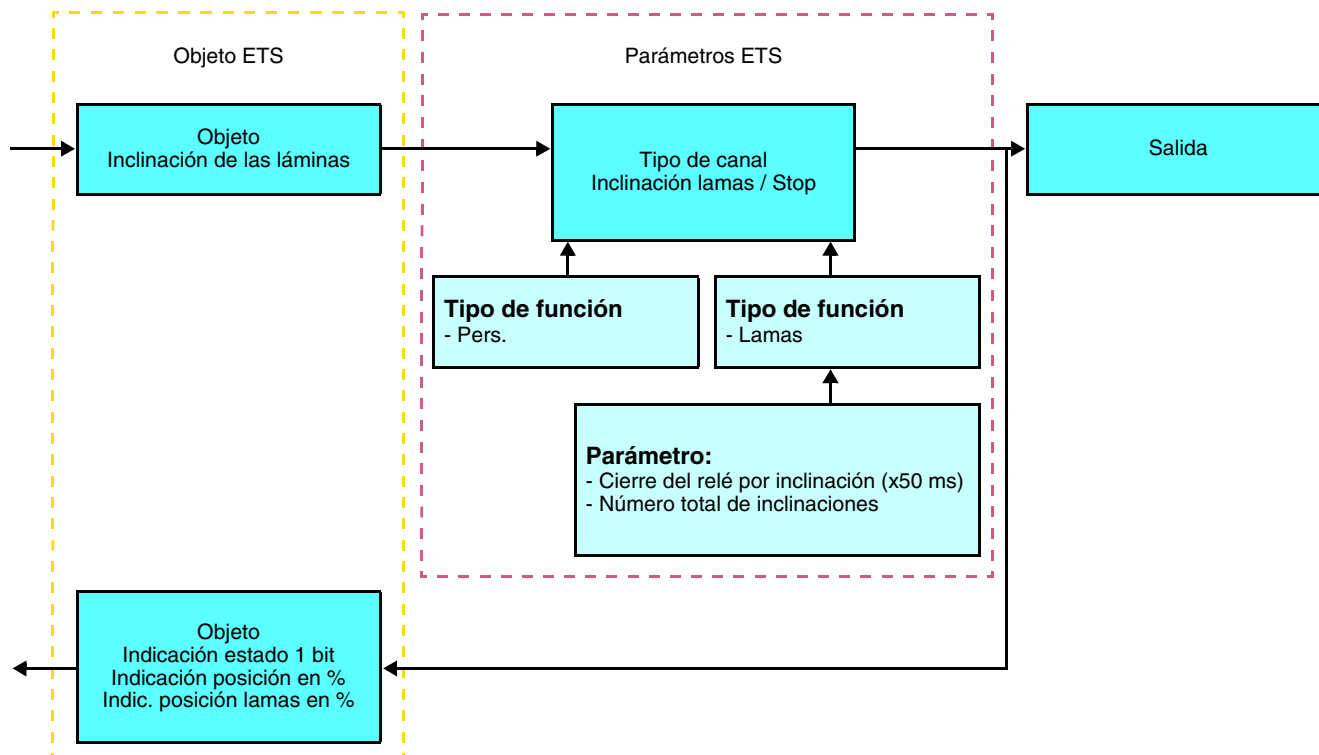 Objeto ETS
Parámetros ETS
Objeto
Inclinación de las láminas
Tipo de canal
Inclinación lamas / Stop
Salida
Tipo de función
- Pers.
Tipo de función
- Lamas
Parámetro:
- Cierre del relé por inclinación (x50 ms)
- Número total de inclinaciones
Objeto
Indicación estado 1 bit
Indicación posición en %
Indic. posición lamas en %